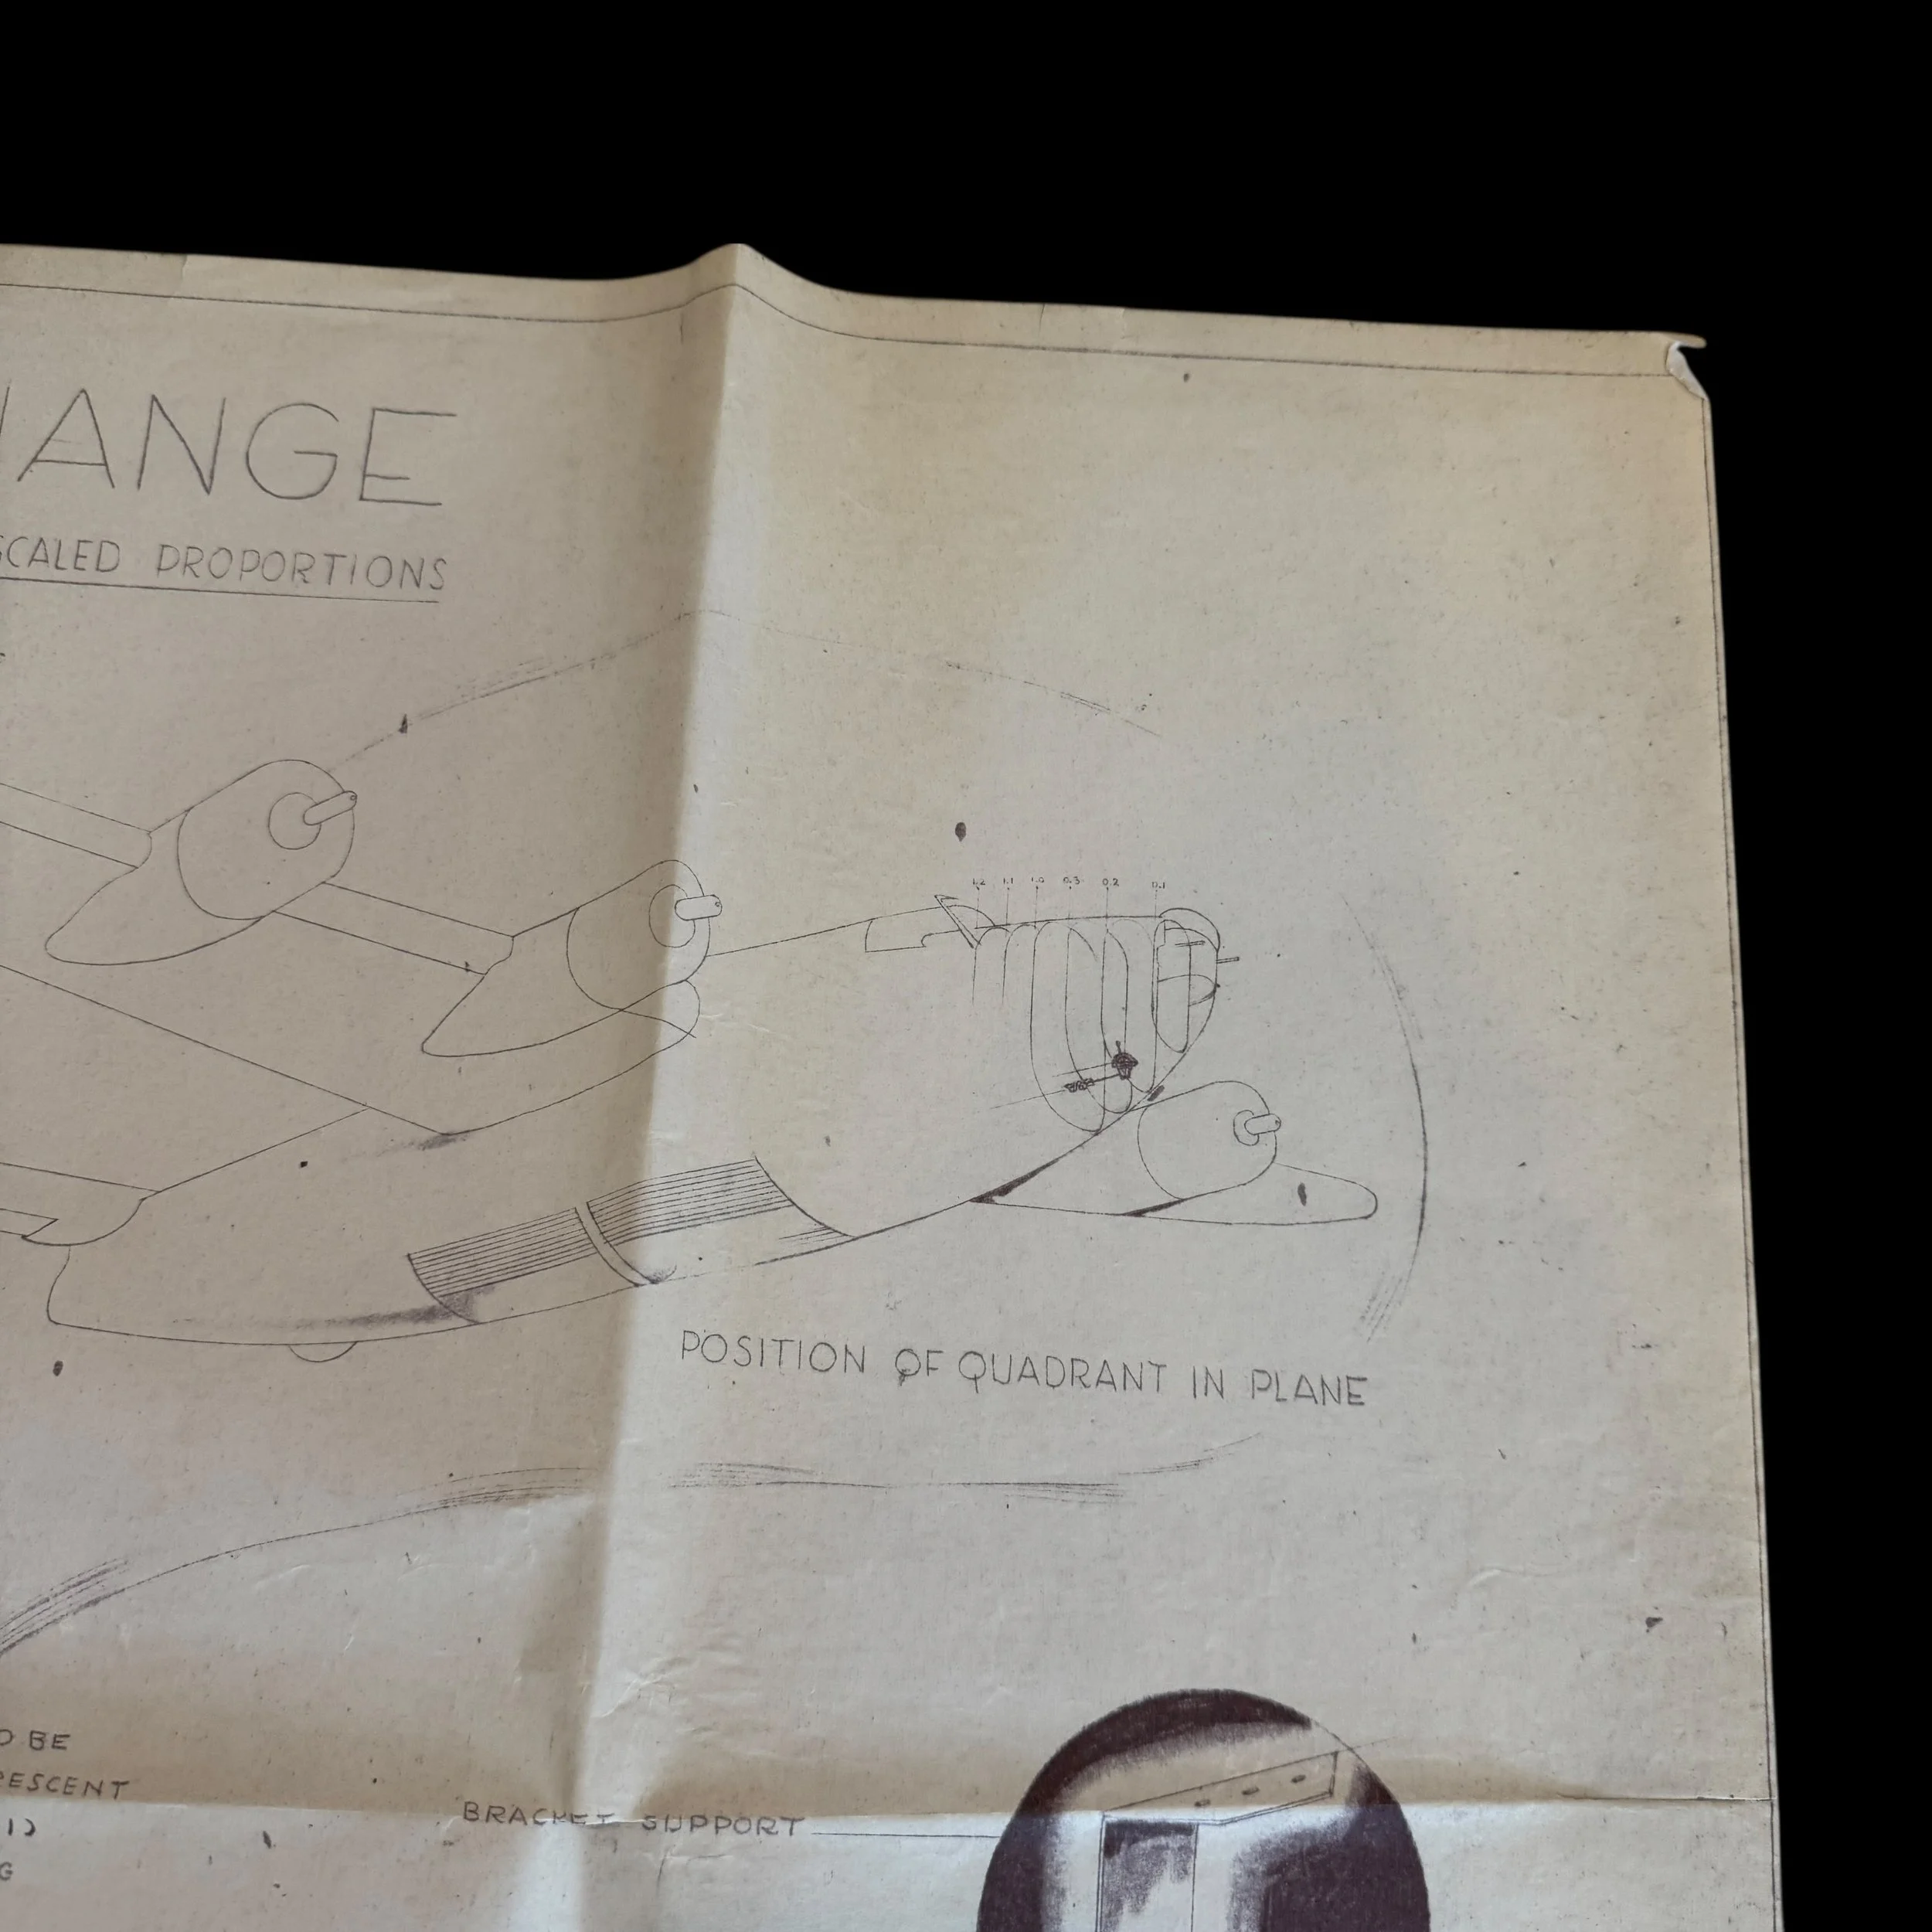 ANGE
SCALED PROPORTIONS
1.2 1.1 1.0 0.3 0.2 0.1
POSITION OF QUADRANT IN PLANE
BE
BRACKET SUPPORT